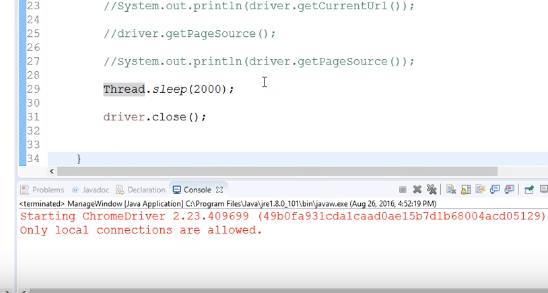 23 //System.out.println(driver.getCurrentUrl());
24
25 //driver.getPageSource();
26
27 //System.out.println(driver.getPageSource());
28
29 Thread.sleep(2000);
30
31 driver.close();
32
33
34 }
Problems @ Javadoc Declaration Console
<terminated> ManageWindow [Java Application] C:\Program Files\Java\jre1.8.0_101\bin\javaw.exe (Aug 26, 2016, 4:52:19 PM)
Starting ChromeDriver 2.23.409699 (49b0fa931cda1caad0ae15b7d1b68004acd05129)
Only local connections are allowed.